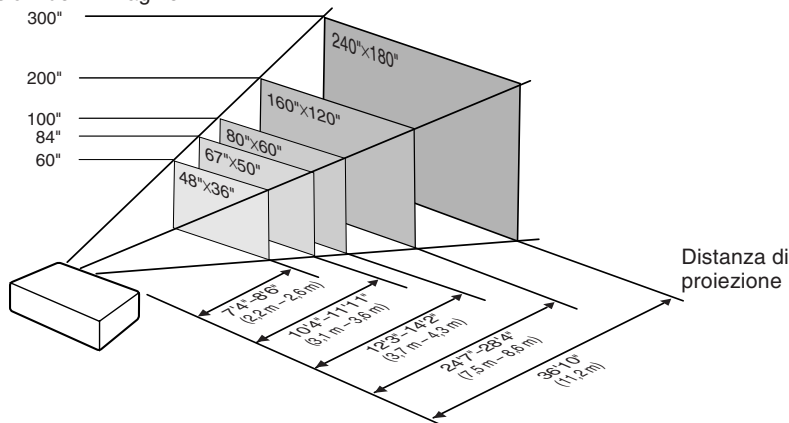 300"
200"
100"
84"
60"
240"×180"
160"×120"
80"×60"
67"×50"
48"×36"
Distanza di
proiezione
7'4"–8'6"
(2,2 m – 2,6 m)
10'4"–11'11"
(3,1 m – 3,6 m)
12'3"–14'2"
(3,7 m – 4,3 m)
24'7"–28'4"
(7,5 m – 8,6 m)
36'10"
(11,2 m)